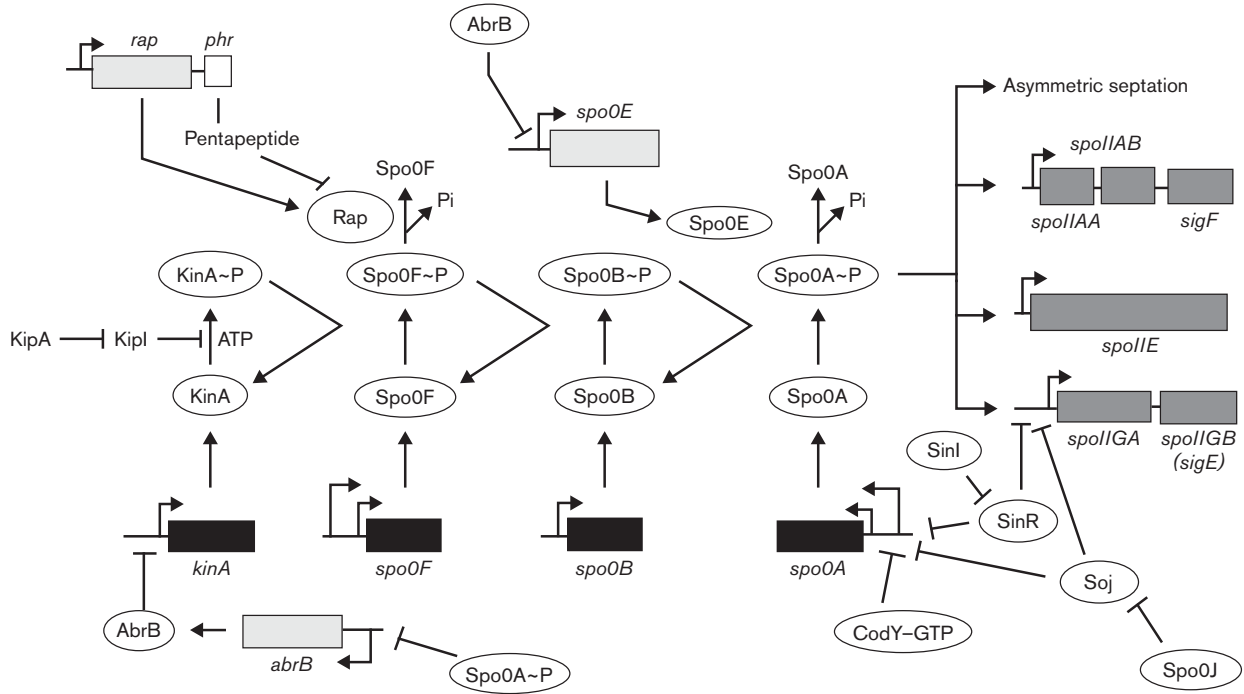 AbrB
rap phr
spo0E
Asymmetric septation
Pentapeptide
spoIIAB
Spo0F
Pi
Spo0A
Pi
Rap
Spo0E
spoIIAA sigF
KinA~P
Spo0F~P
Spo0B~P
Spo0A~P
KipA
KipI
ATP
spoIIE
KinA
Spo0F
Spo0B
Spo0A
spoIIGA spoIIGB
(sigE)
SinI
SinR
kinA
spo0F
spo0B
spo0A
Soj
AbrB
CodY–GTP
abrB
Spo0A~P
Spo0J